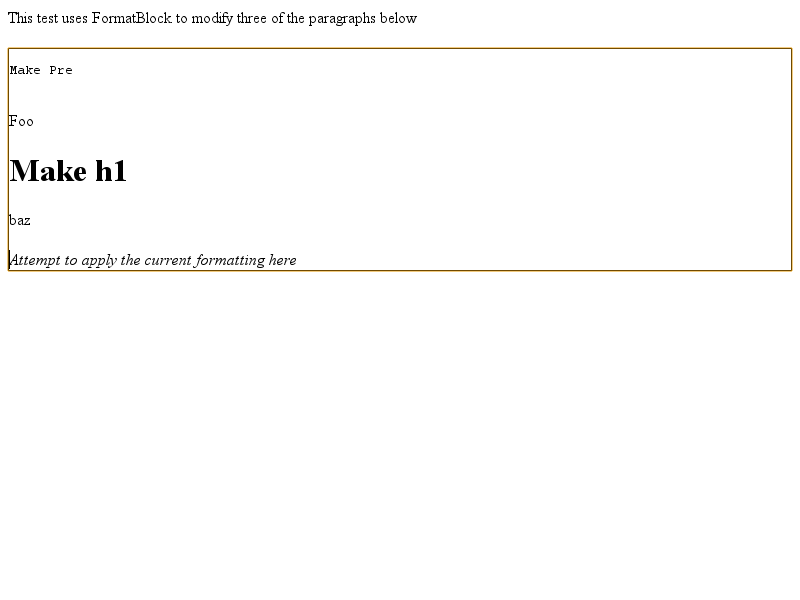 This test uses FormatBlock to modify three of the paragraphs below
Make Pre
Foo
Make h1
baz
Attempt to apply the current formatting here